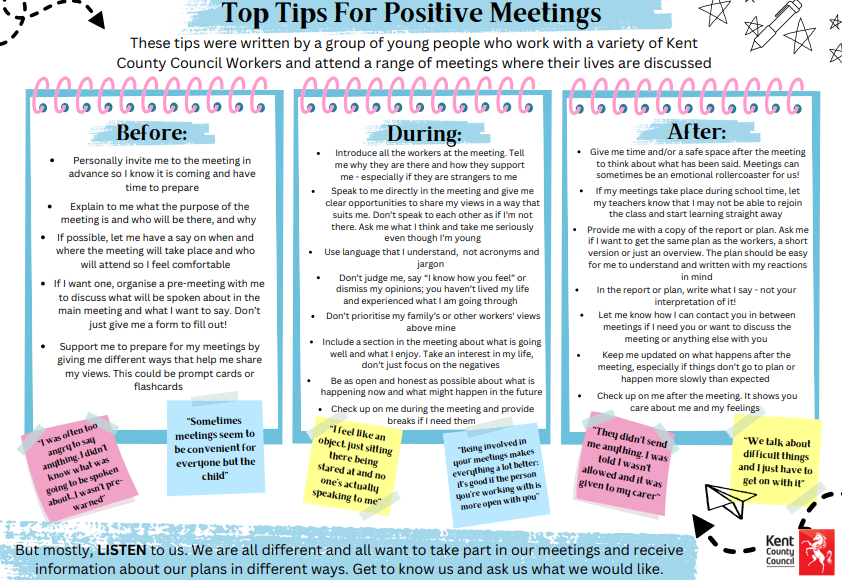 Top Tips For Positive Meetings
These tips were written by a group of young people who work with a variety of Kent
County Council Workers and attend a range of meetings where their lives are discussed
Before:
• Personally invite me to the meeting in
advance so I know it is coming and have
time to prepare
• Explain to me what the purpose of the
meeting is and who will be there, and why
• If possible, let me have a say on when and
where the meeting will take place and who
will attend so I feel comfortable
• If I want one, organise a pre-meeting with me
to discuss what will be spoken about in the
main meeting and what I want to say. Don't
just give me a form to fill out!
• Support me to prepare for my meetings by
giving me different ways that help me share
my views. This could be prompt cards or
flashcards
"I was often too
angry to say
anything. I didn't
know what was
going to be spoken
about...I wasn't pre-
warned"
"Sometimes
meetings seem to
be convenient for
everyone but the
child"
During:
• Introduce all the workers at the meeting. Tell
me why they are there and how they support
me - especially if they are strangers to me
• Speak to me directly in the meeting and give me
clear opportunities to share my views in a way that
suits me. Don't speak to each other as if I'm not
there. Ask me what I think and take me seriously
even though I'm young
• Use language that I understand, not acronyms and
jargon
• Don't judge me, say "I know how you feel" or
dismiss my opinions; you haven't lived my life
and experienced what I am going through
• Don't prioritise my family's or other workers' views
above mine
• Include a section in the meeting about what is going
well and what I enjoy. Take an interest in my life,
don't just focus on the negatives
• Be as open and honest as possible about what is
happening now and what might happen in the future
• Check up on me during the meeting and provide
breaks if I need them
"I feel like an
object, just sitting
there being
stared at and no
one's actually
speaking to me"
"Being involved in
your meetings makes
everything a lot better:
it's good if the person
you're working with is
more open with you"
After:
• Give me time and/or a safe space after the meeting
to think about what has been said. Meetings can
sometime be an emotional rollercoaster for us!
• If my meetings take place during school time, let
my teachers know that I may not be able to rejoin
the class and start learning straight away
• Provide me with a copy of the report or plan. Ask me
if I want to get the same plan as the workers, a short
version or just an overview. The plan should be easy
for me to understand and written with my reactions
in mind
• In the report or plan, write what I say - not your
interpretation of it!
• Let me know how I can contact you in between
meetings if I need you or want to discuss the
meeting or anything else with you
• Keep me updated on what happens after the
meeting, especially if things don't go to plan or
happen more slowly than expected
• Check up on me after the meeting. It shows you
care about me and my feelings
"They didn't send
me anything. I was
told I wasn't
allowed and it was
given to my carer"
"We talk about
difficult things
and I just have to
get on with it"
But mostly, LISTEN to us. We are all different and all want to take part in our meetings and receive
information about our plans in different ways. Get to know us and ask us what we would like.
Kent
County
Council